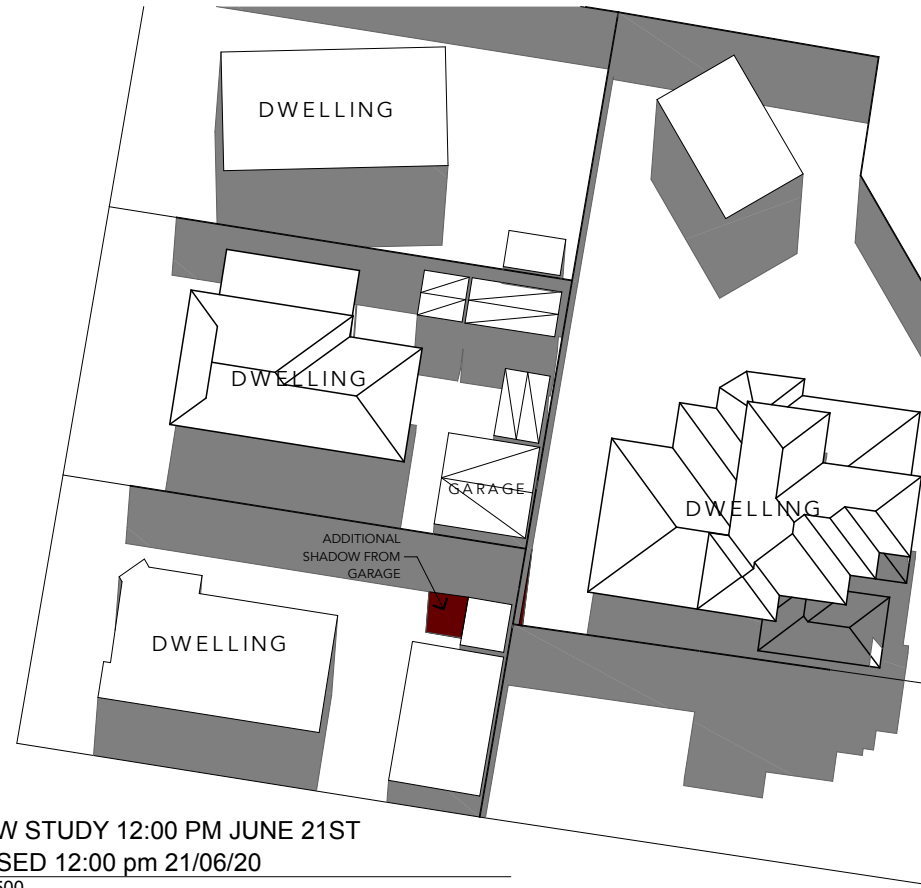 DWELLING
DWELLING
GARAGE
DWELLING
ADDITIONAL
SHADOW FROM
GARAGE
DWELLING
W STUDY 12:00 PM JUNE 21ST
SED 12:00 pm 21/06/20